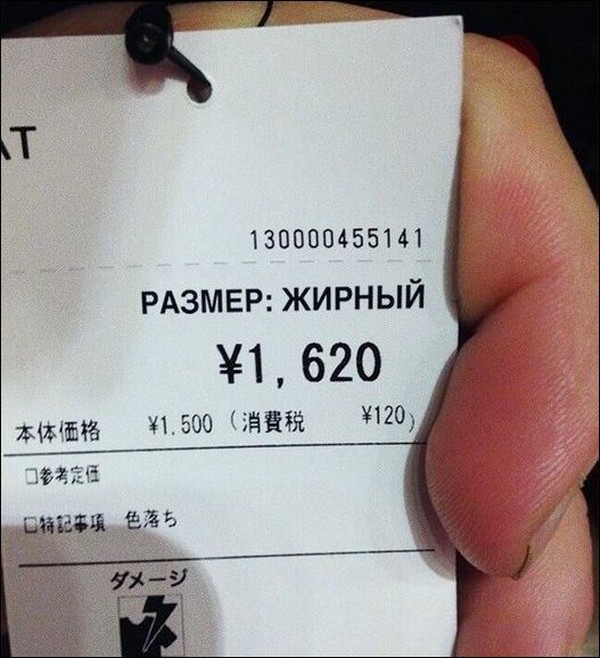 AT
130000455141
РАЗМЕР: ЖИРНЫЙ
¥1, 620
本体価格 ¥1.500 (消費税 ¥120)
□参考定価
□特記事項 色落ち
ダメージ